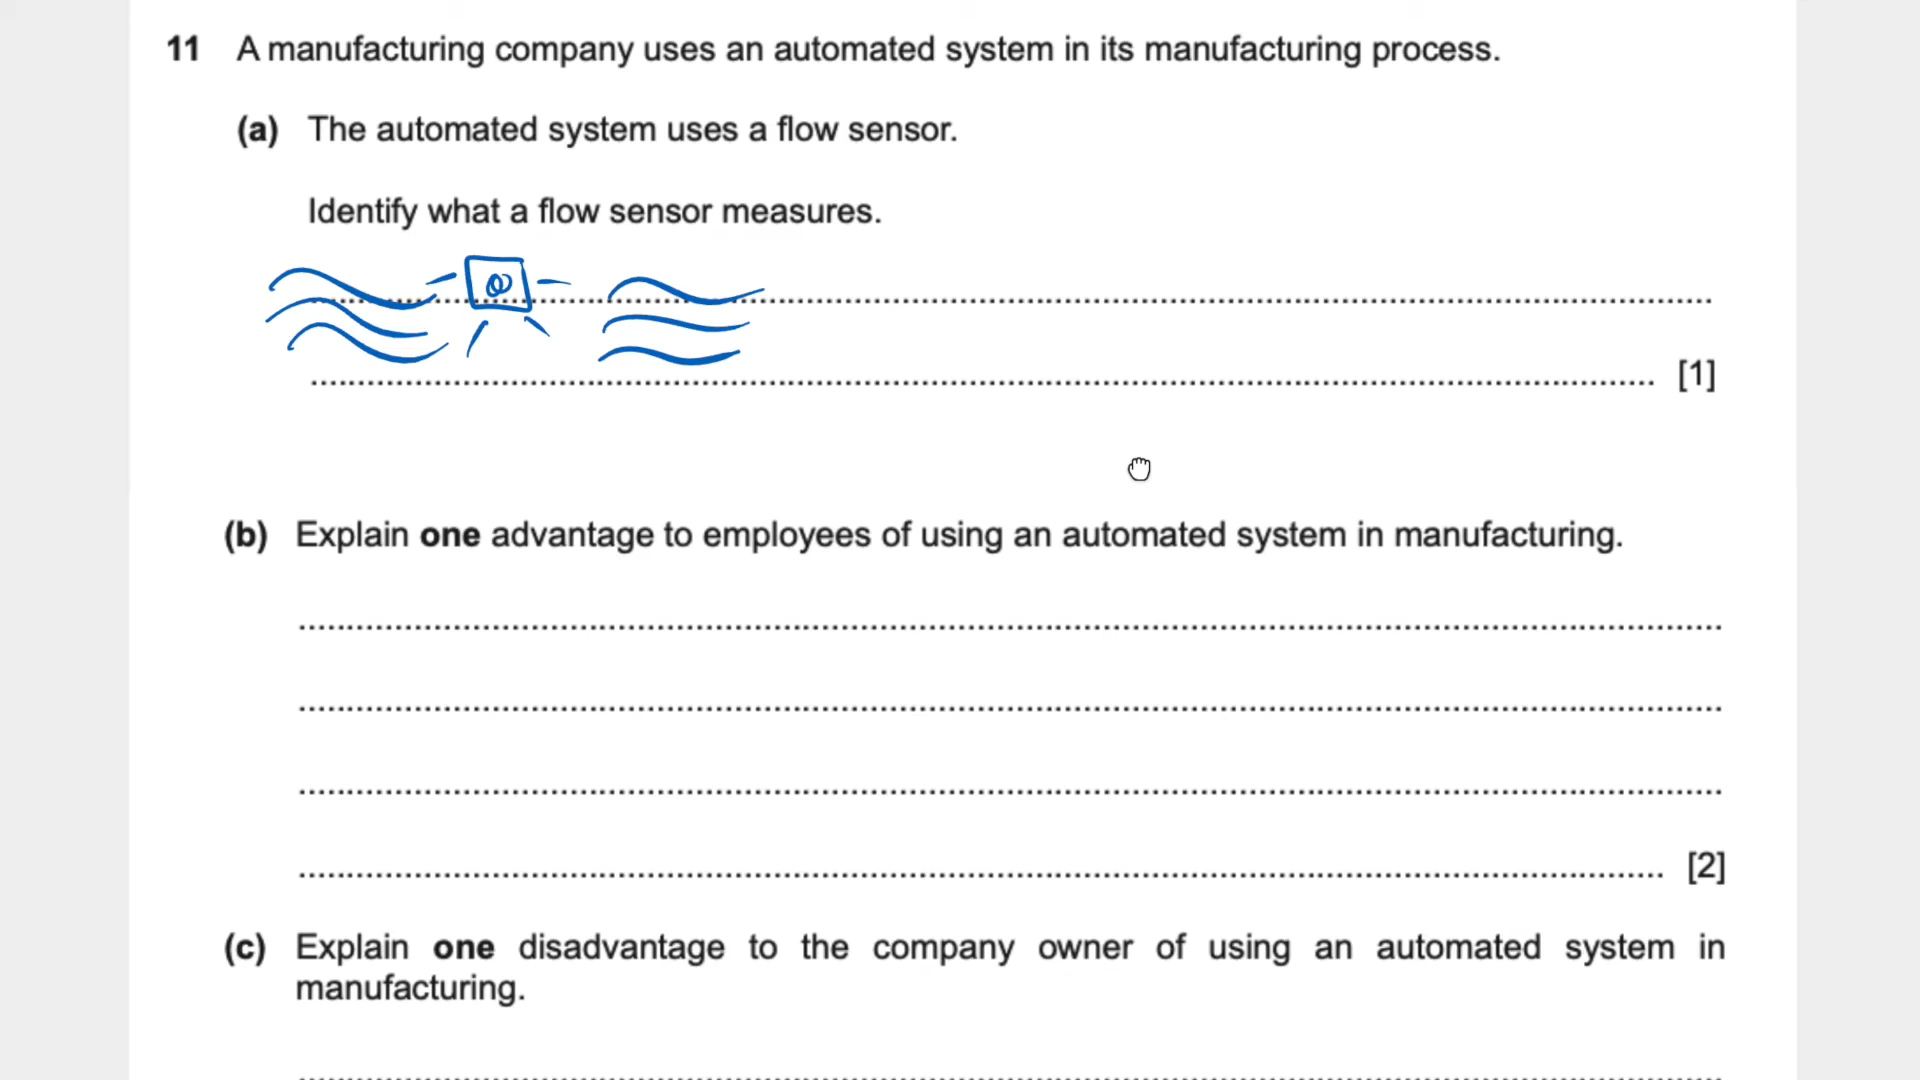 11 A manufacturing company uses an automated system in its manufacturing process.
(a) The automated system uses a flow sensor.
Identify what a flow sensor measures.
[1]
(b) Explain one advantage to employees of using an automated system in manufacturing.
[2]
(c) Explain one disadvantage to the company owner of using an automated system in
manufacturing.